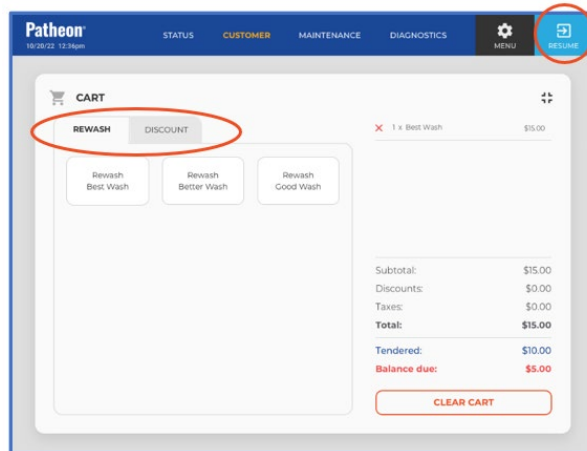 Patheon®
10/20/22 12:36pm
STATUS CUSTOMER MAINTENANCE DIAGNOSTICS MENU RESUME
CART
REWASH DISCOUNT
Rewash Best Wash
Rewash Better Wash
Rewash Good Wash
1 x Best Wash $15.00
Subtotal: $15.00
Discounts: $0.00
Taxes: $0.00
Total: $15.00
Tendered: $10.00
Balance due: $5.00
CLEAR CART